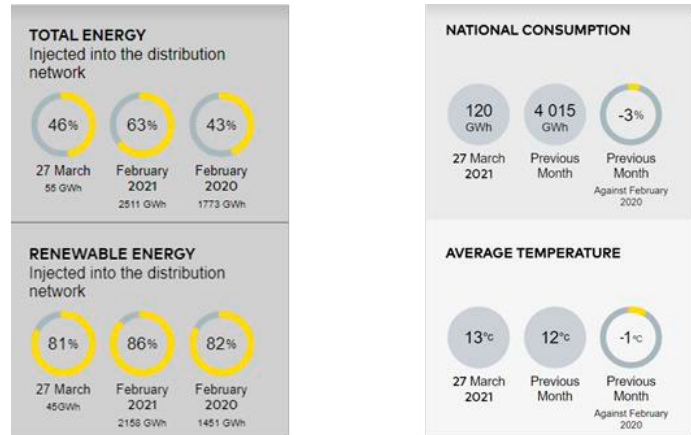 TOTAL ENERGY
Injected into the distribution
network
46%
63%
43%
27 March
55 GWh
February
2021
2511 GWh
February
2020
1773 GWh
RENEWABLE ENERGY
Injected into the distribution
network
81%
86%
82%
27 March
45GWh
February
2021
2158 GWh
February
2020
1451 GWh
NATIONAL CONSUMPTION
120
GWh
4 015
GWh
-3%
27 March
2021
Previous
Month
Previous
Month
Against February
2020
AVERAGE TEMPERATURE
13°C
12°C
-1°C
27 March
2021
Previous
Month
Previous
Month
Against February
2020